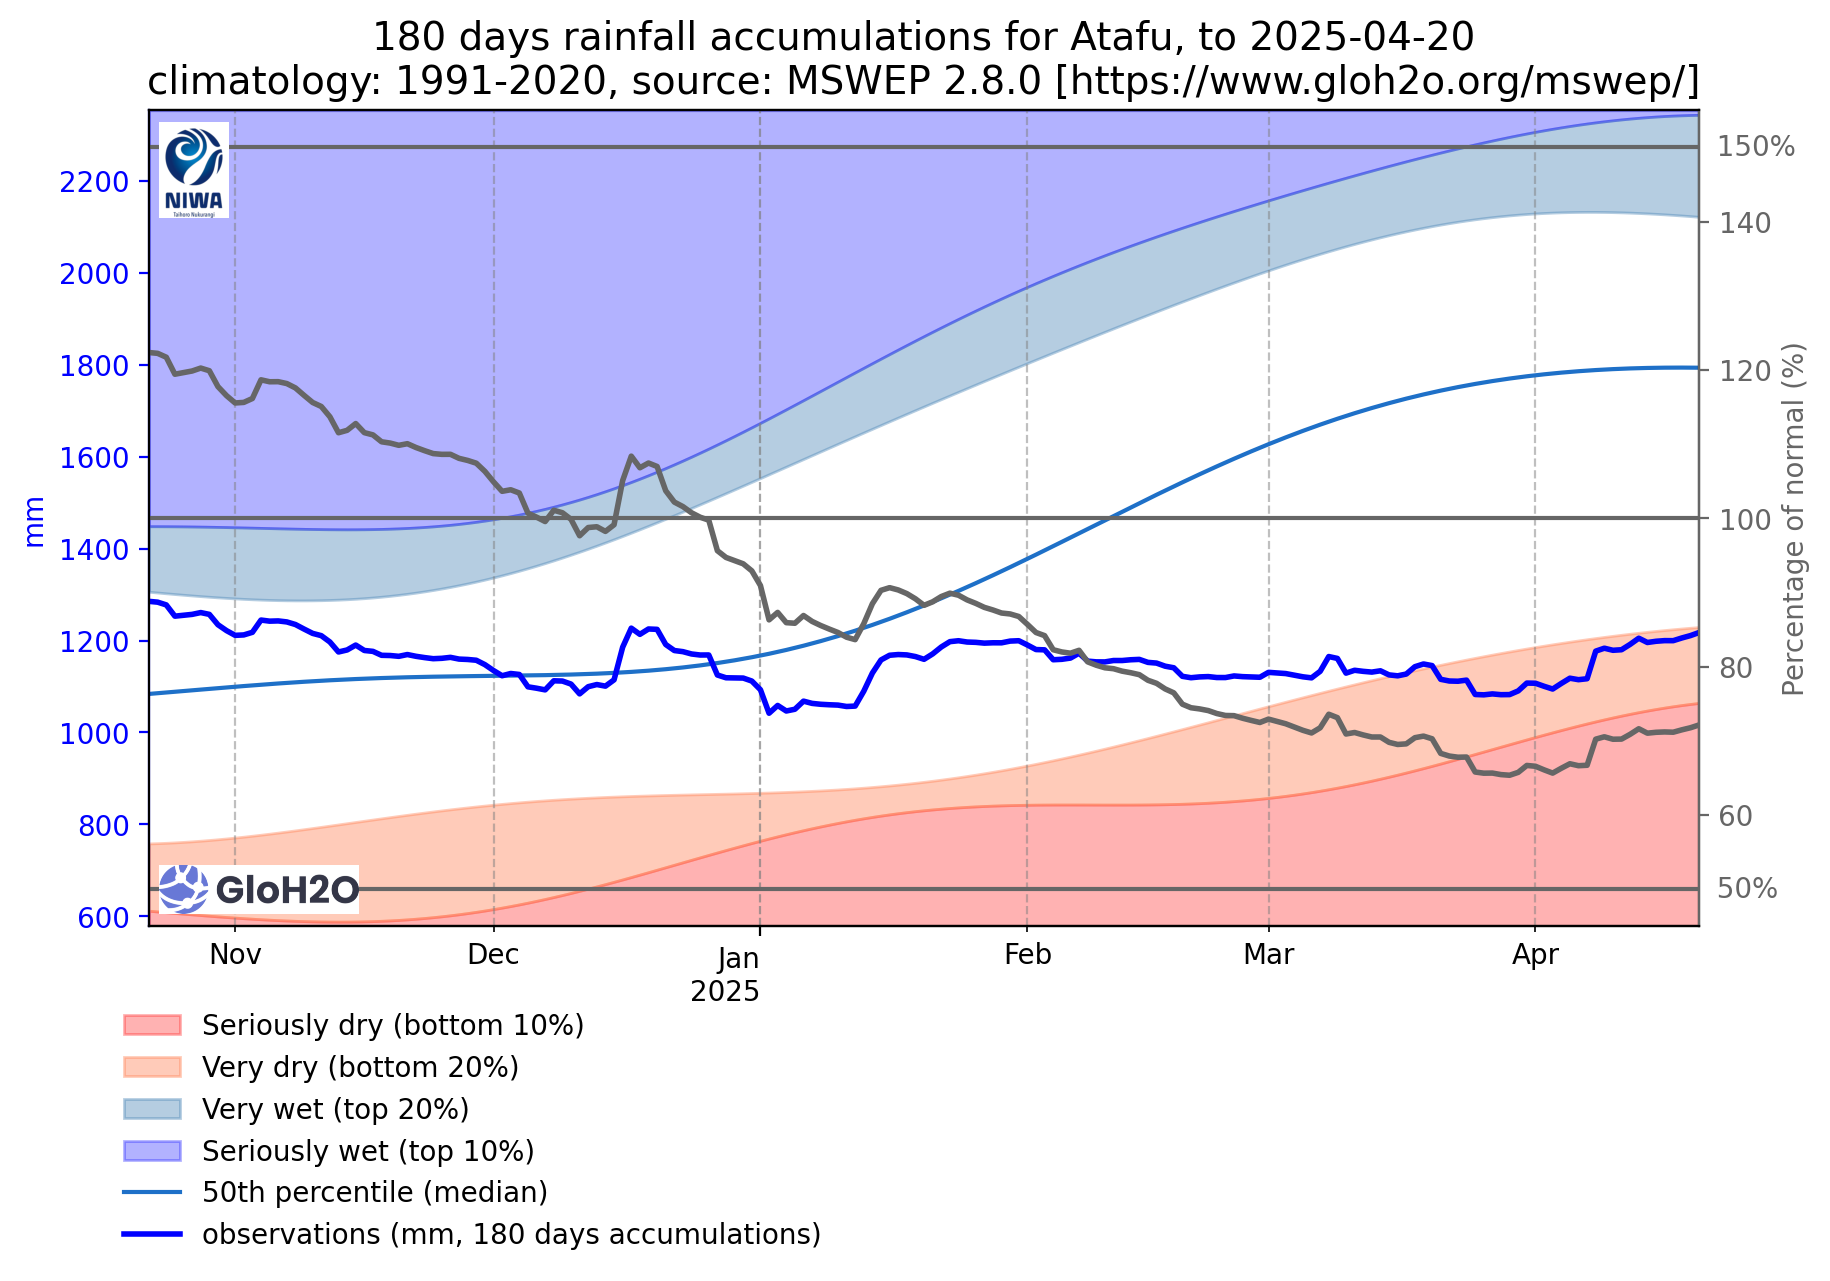 180 days rainfall accumulations for Atafu, to 2025-04-20
climatology: 1991-2020, source: MSWEP 2.8.0 [https://www.gloh2o.org/mswep/]
NIWA
Taihoro Nukurangi
2200
2000
1800
1600
1400
1200
1000
800
600
mm
150%
140
120
100
80
60
50%
Percentage of normal (%)
GloH2O
Nov
Dec
Jan
2025
Feb
Mar
Apr
Seriously dry (bottom 10%)
Very dry (bottom 20%)
Very wet (top 20%)
Seriously wet (top 10%)
50th percentile (median)
observations (mm, 180 days accumulations)